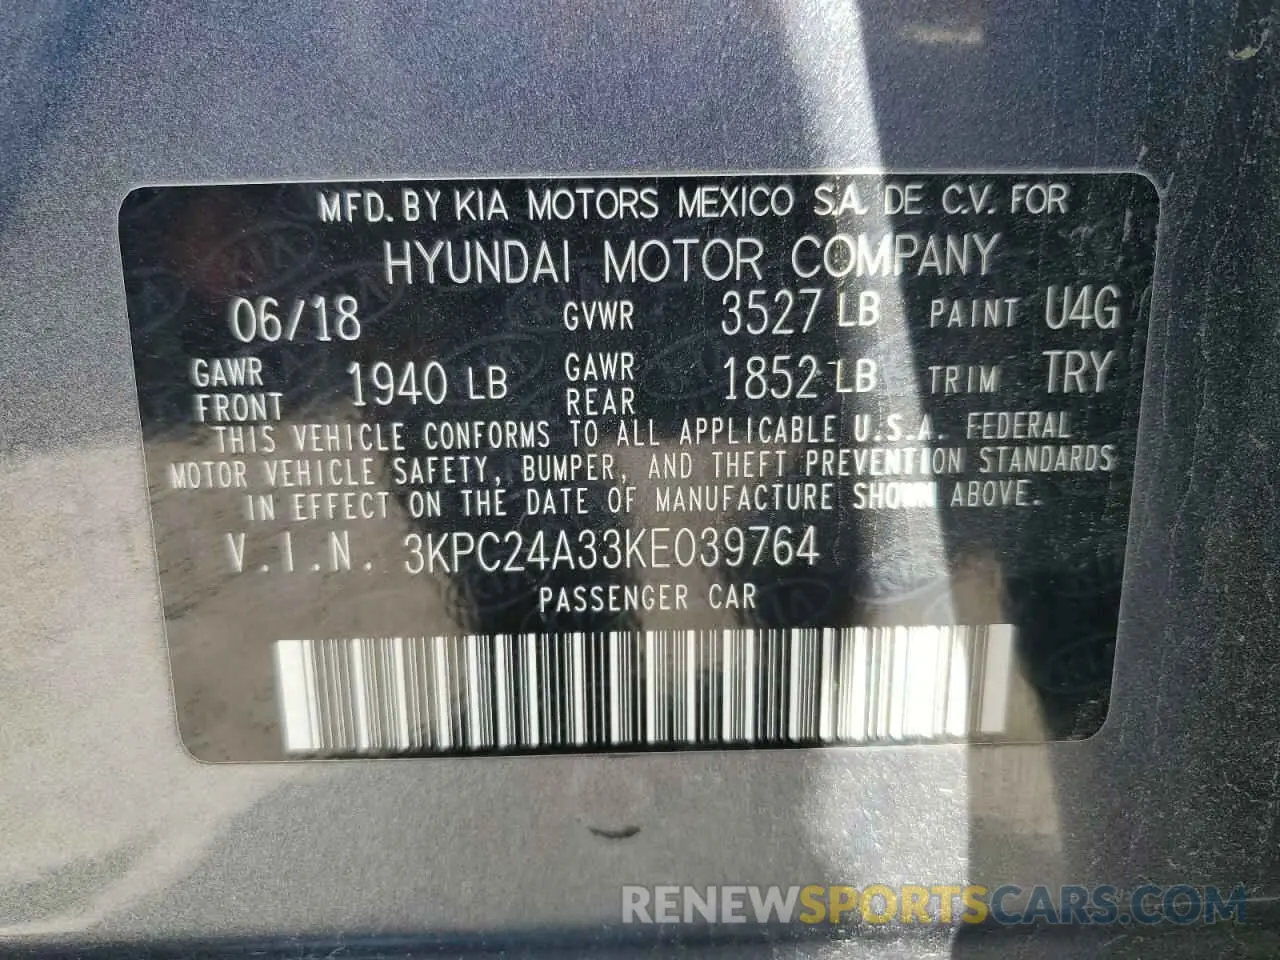 MFD. BY KIA MOTORS MEXICO S.A. DE C.V. FOR
HYUNDAI MOTOR COMPANY
06/18 GVWR 3527 LB PAINT U4G
GAWR FRONT 1940 LB GAWR REAR 1852 LB TRIM TRY
THIS VEHICLE CONFORMS TO ALL APPLICABLE U.S.A. FEDERAL
MOTOR VEHICLE SAFETY, BUMPER, AND THEFT PREVENTION STANDARDS
IN EFFECT ON THE DATE OF MANUFACTURE SHOWN ABOVE.
V.I.N. 3KPC24A33KE039764
PASSENGER CAR
RENEWSPORTSCARS.COM